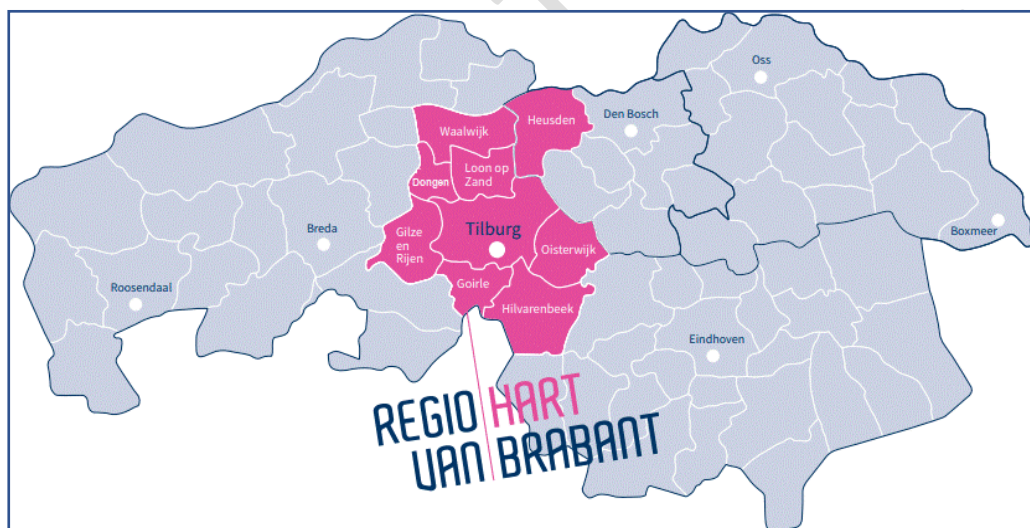 Oss
Den Bosch
Heusden
Waalwijk
Loon op
Zand
Dongen
Boxmeer
Breda
Gilze
en
Rijen
Tilburg
Oisterwijk
Goirle
Roosendaal
Hilvarenbeek
Eindhoven
REGIO HART
VAN BRABANT